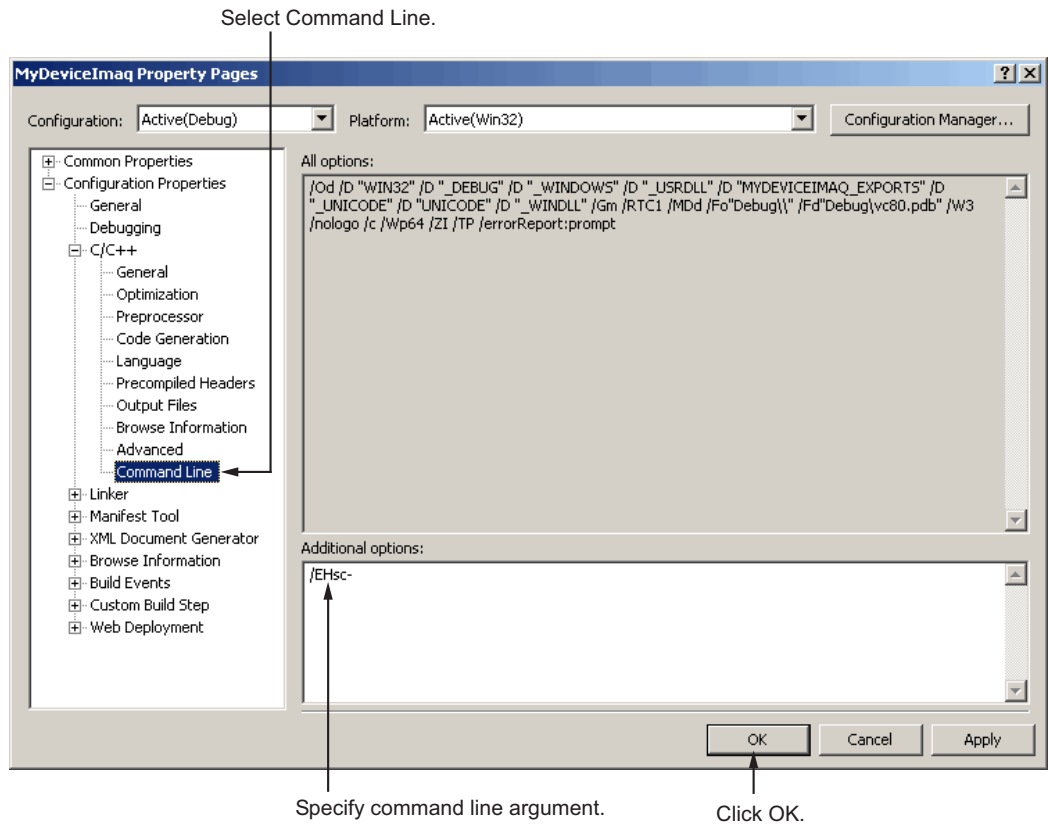 Select Command Line.
MyDeviceImaq Property Pages
Configuration: Active(Debug) Platform: Active(Win32) Configuration Manager...
Common Properties
Configuration Properties
General
Debugging
C/C++
General
Optimization
Preprocessor
Code Generation
Language
Precompiled Headers
Output Files
Browse Information
Advanced
Command Line
Linker
Manifest Tool
XML Document Generator
Browse Information
Build Events
Custom Build Step
Web Deployment
All options:
/Od /D "WIN32" /D "_DEBUG" /D "_WINDOWS" /D "_USRDLL" /D "MYDEVICEIMAQ_EXPORTS" /D
"_UNICODE" /D "UNICODE" /D "_WINDLL" /Gm /RTC1 /MDd /Fo"Debug\\" /Fd"Debug\vc80.pdb" /W3
/nologo /c /Wp64 /ZI /TP /errorReport:prompt
Additional options:
/EHsc-
OK Cancel Apply
Specify command line argument.
Click OK.